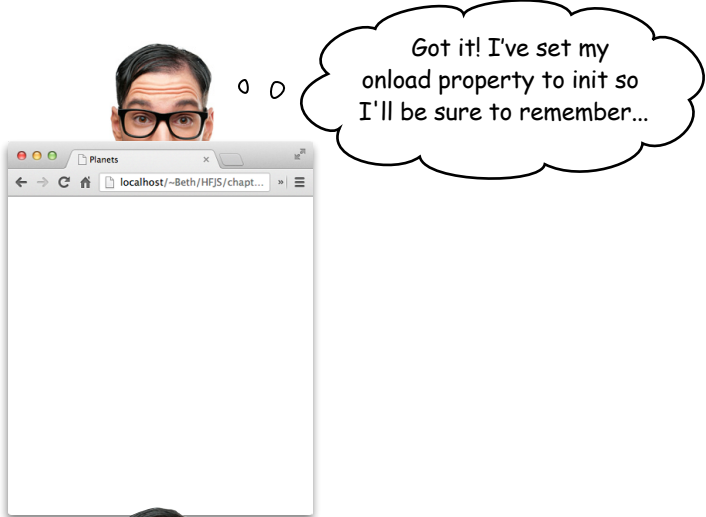 Got it! I've set my
onload property to init so
I'll be sure to remember...
Planets
localhost/~Beth/HFJS/chapt...